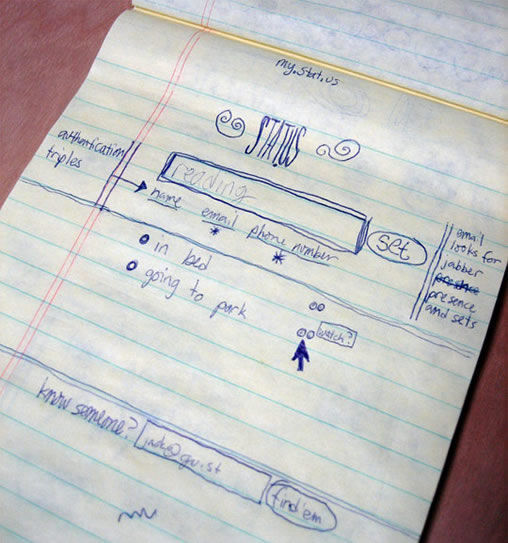 my.stat.us
STATUS
authentication
triples
reading
name email phone number
* *
set
email
looks for
jabber
presence
and sets
in bed
going to park
watch?
know someone?
jack@gu.st
find'em